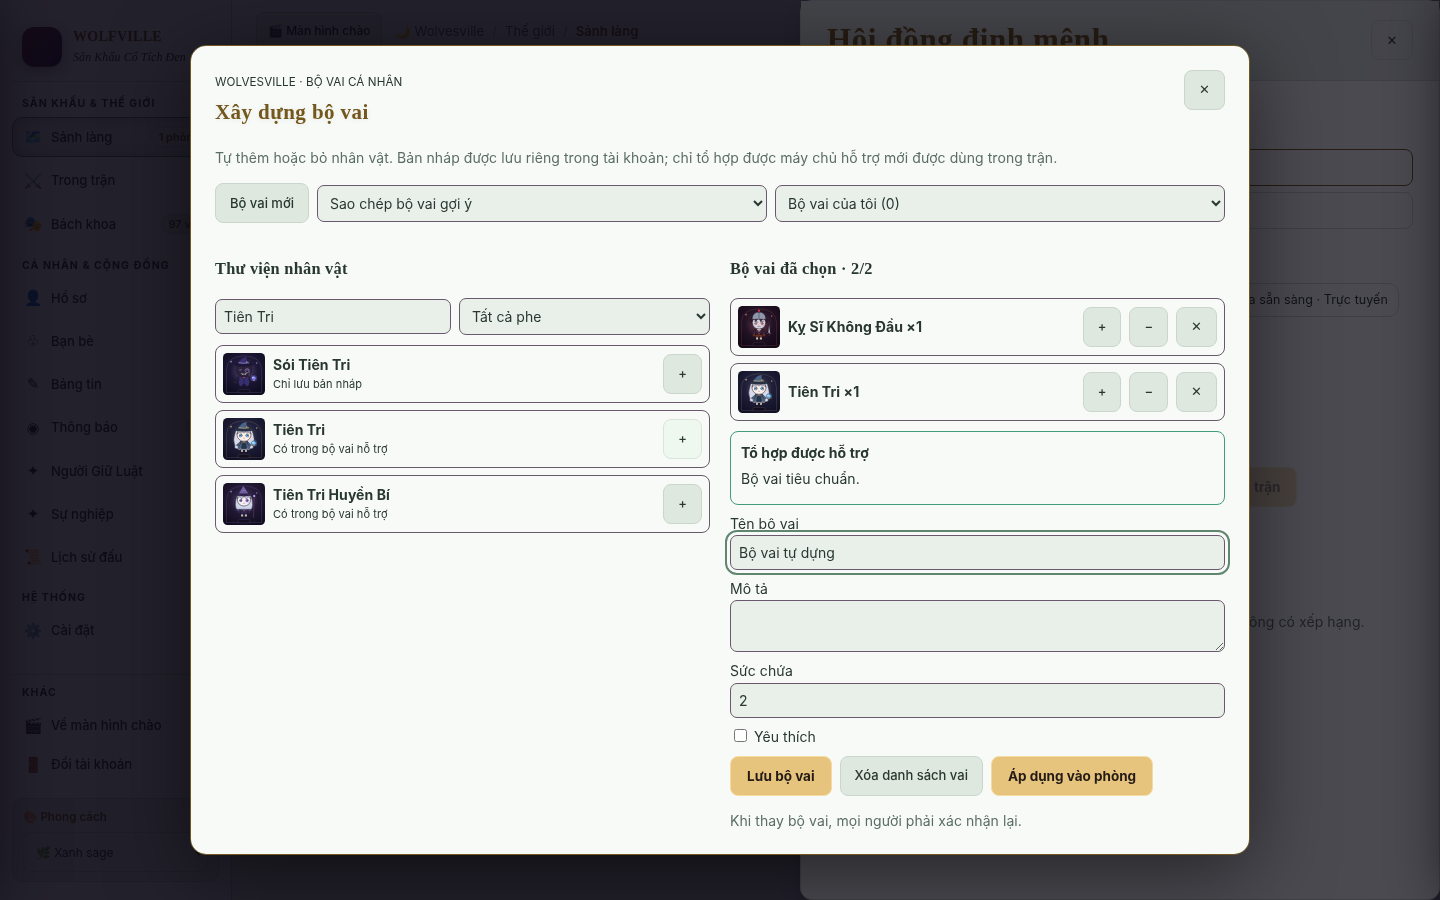 WOLFVILLE
Sân Khấu Cổ Tích Đen
SÂN KHẤU & THẾ GIỚI
Sảnh làng
Trong trận
Bách khoa
CÁ NHÂN & CỘNG ĐỒNG
Hồ sơ
Bạn bè
Bảng tin
Thông báo
Người Giữ Luật
Sự nghiệp
Lịch sử đấu
HỆ THỐNG
Cài đặt
KHÁC
Về màn hình chào
Đổi tài khoản
Phong cách
Xanh sage
Màn hình chào
Wolvesville / Thế giới / Sảnh làng
Hội đồng định mệnh
×
sẵn sàng · Trực tuyến
trận
có xếp hạng.
WOLVESVILLE · BỘ VAI CÁ NHÂN
Xây dựng bộ vai
×
Tự thêm hoặc bỏ nhân vật. Bản nháp được lưu riêng trong tài khoản; chỉ tổ hợp được máy chủ hỗ trợ mới được dùng trong trận.
Bộ vai mới
Sao chép bộ vai gợi ý
Bộ vai của tôi (0)
Thư viện nhân vật
Tiên Tri
Tất cả phe
Sói Tiên Tri
Chỉ lưu bản nháp
+
Tiên Tri
Có trong bộ vai hỗ trợ
+
Tiên Tri Huyền Bí
Có trong bộ vai hỗ trợ
+
Bộ vai đã chọn · 2/2
Kỵ Sĩ Không Đầu ×1
+ − ×
Tiên Tri ×1
+ − ×
Tổ hợp được hỗ trợ
Bộ vai tiêu chuẩn.
Tên bộ vai
Bộ vai tự dựng
Mô tả
Sức chứa
2
Yêu thích
Lưu bộ vai
Xóa danh sách vai
Áp dụng vào phòng
Khi thay bộ vai, mọi người phải xác nhận lại.